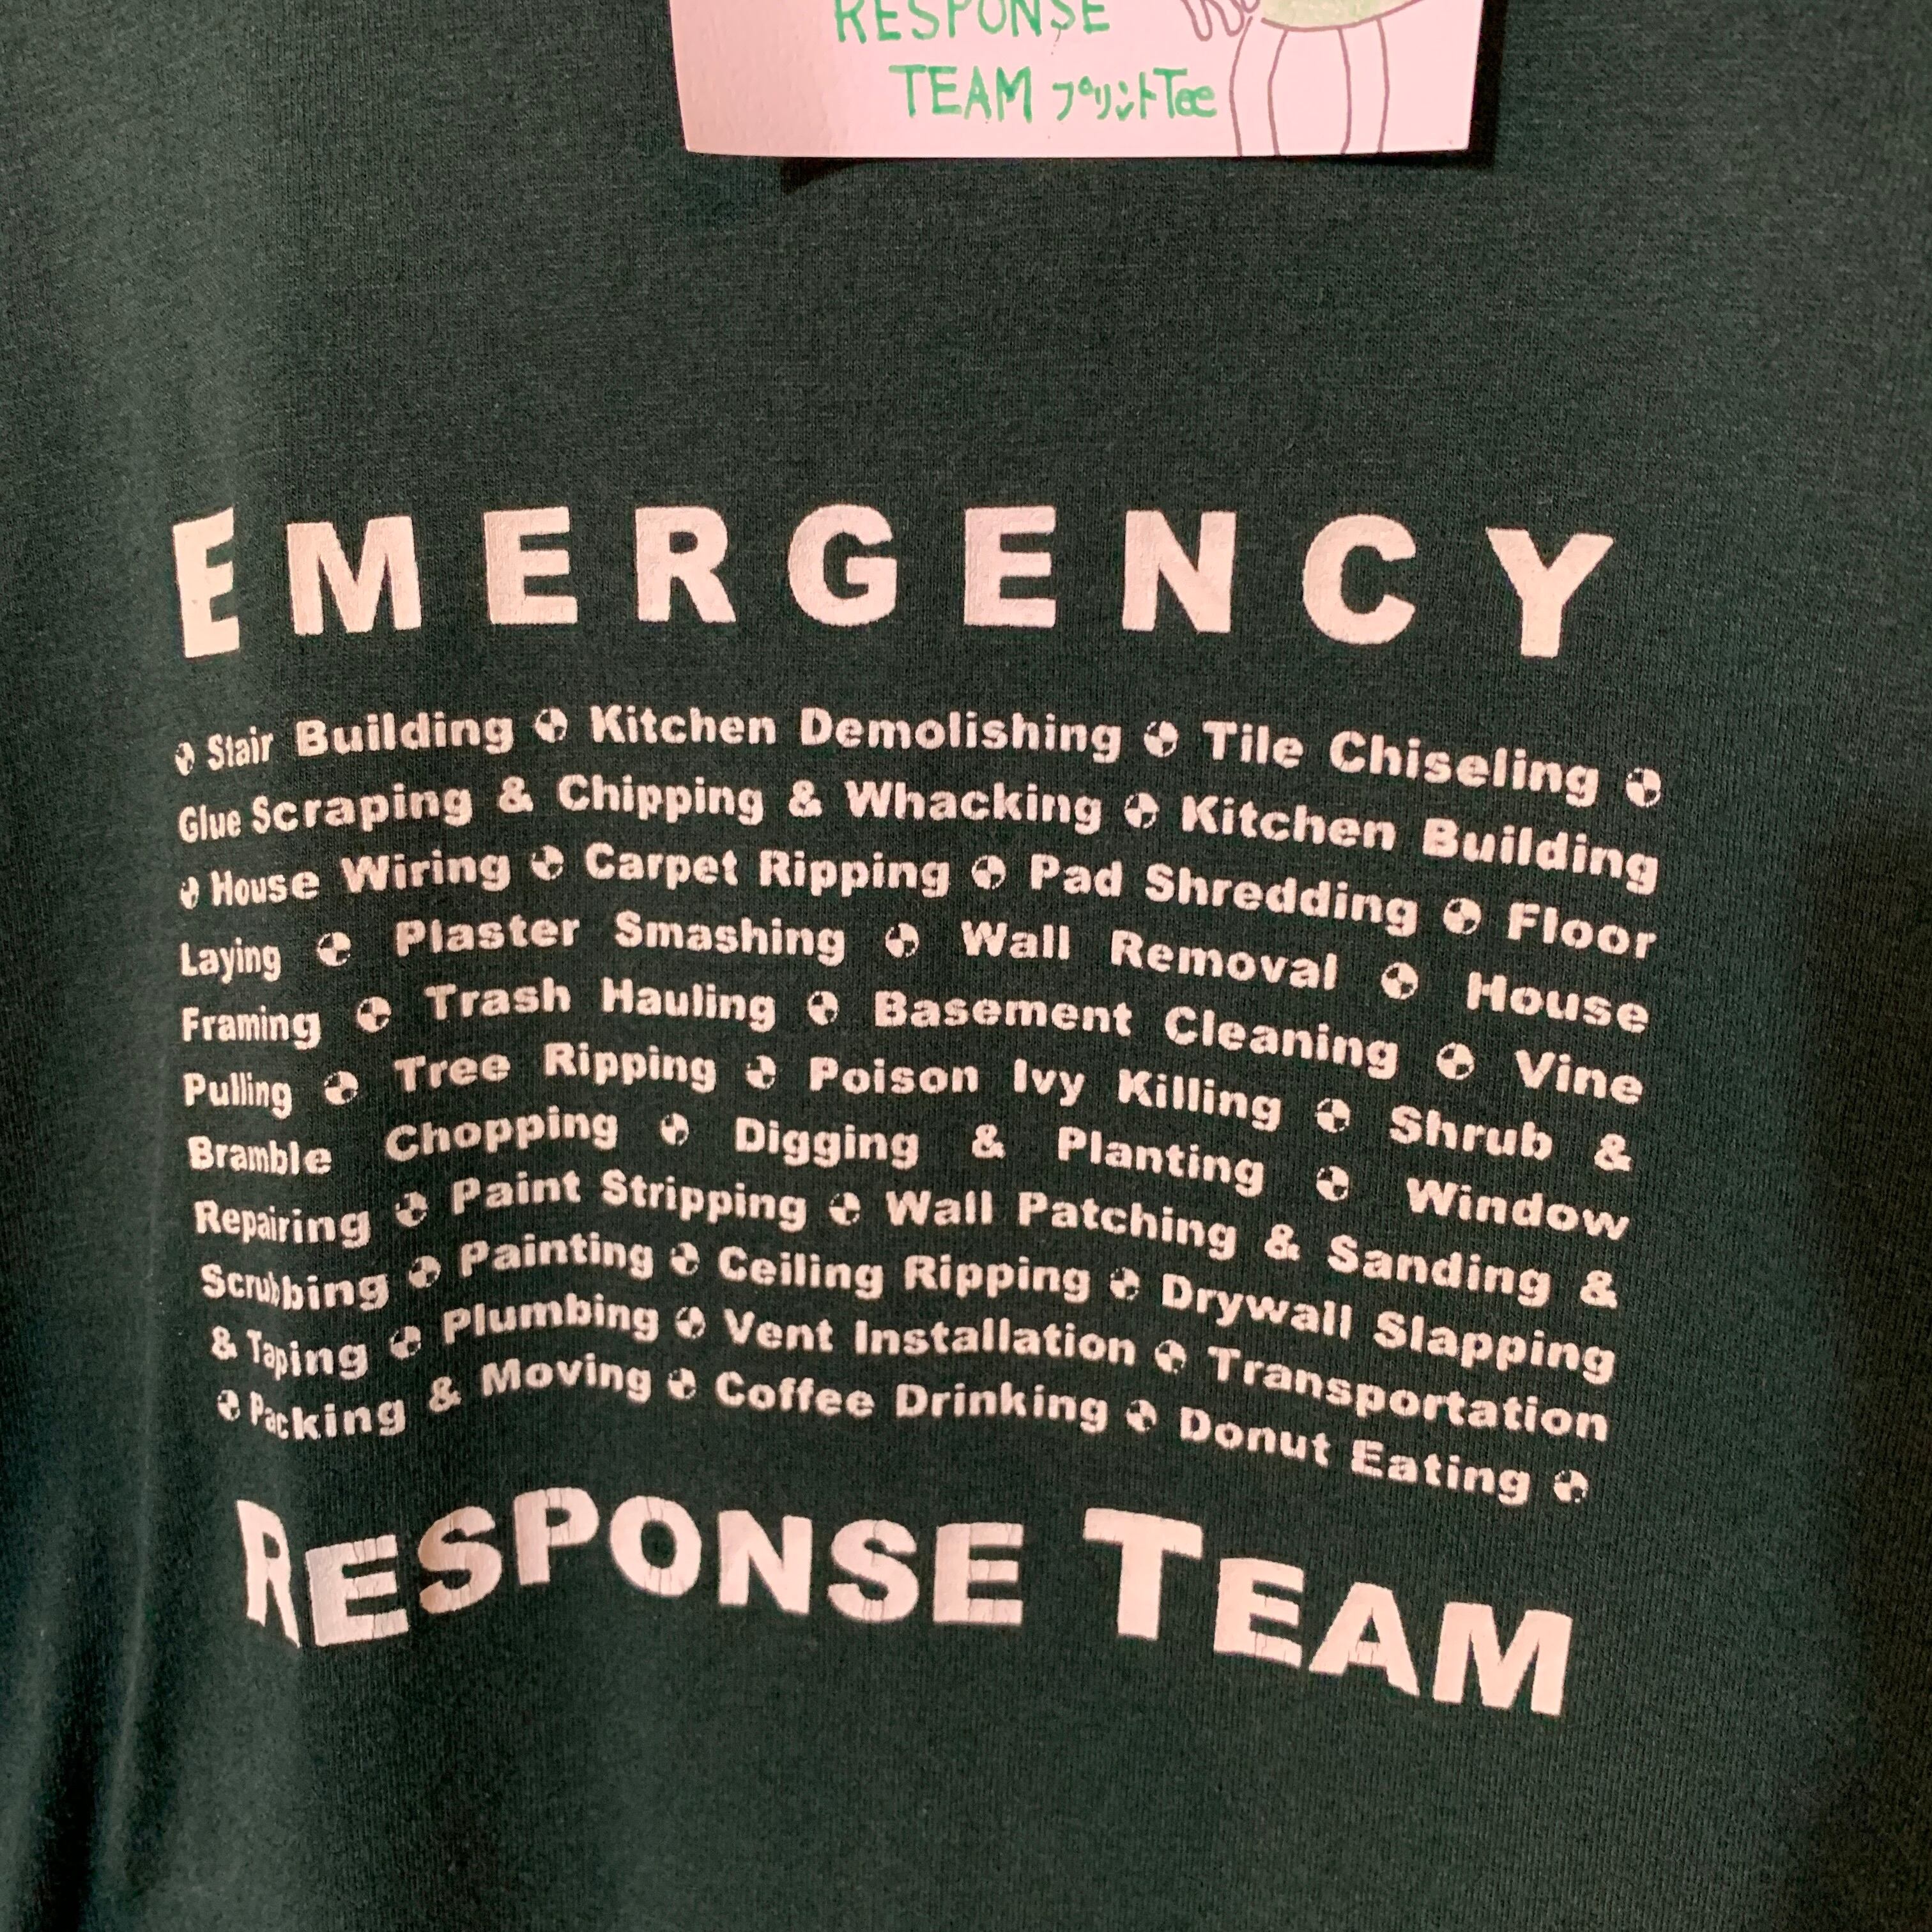 RESPONSE
TEAM プリントTee
EMERGENCY
Stair Building Kitchen Demolishing Tile Chiseling
Glue Scraping & Chipping & Whacking Kitchen Building
House Wiring Carpet Ripping Pad Shredding Floor
Laying Plaster Smashing Wall Removal House
Framing Trash Hauling Basement Cleaning Vine
Pulling Tree Ripping Poison Ivy Killing Shrub &
Bramble Chopping Digging & Planting Window
Repairing Paint Stripping Wall Patching & Sanding &
Scrubbing Painting Ceiling Ripping Drywall Slapping
& Taping Plumbing Vent Installation Transportation
Packing & Moving Coffee Drinking Donut Eating
RESPONSE TEAM